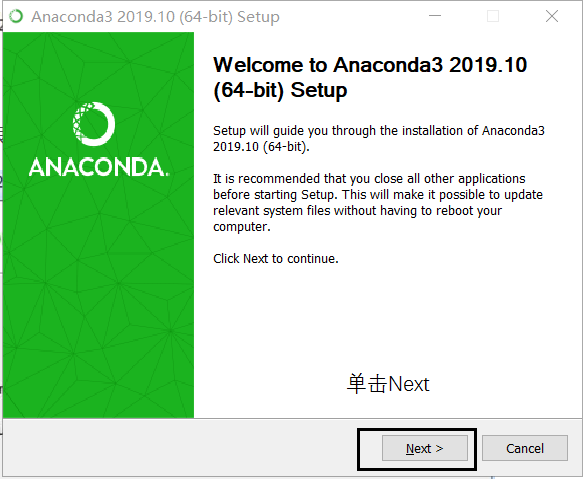 Anaconda3 2019.10 (64-bit) Setup
ANACONDA.
Welcome to Anaconda3 2019.10
(64-bit) Setup
Setup will guide you through the installation of Anaconda3
2019.10 (64-bit).
It is recommended that you close all other applications
before starting Setup. This will make it possible to update
relevant system files without having to reboot your
computer.
Click Next to continue.
单击Next
Next >
Cancel